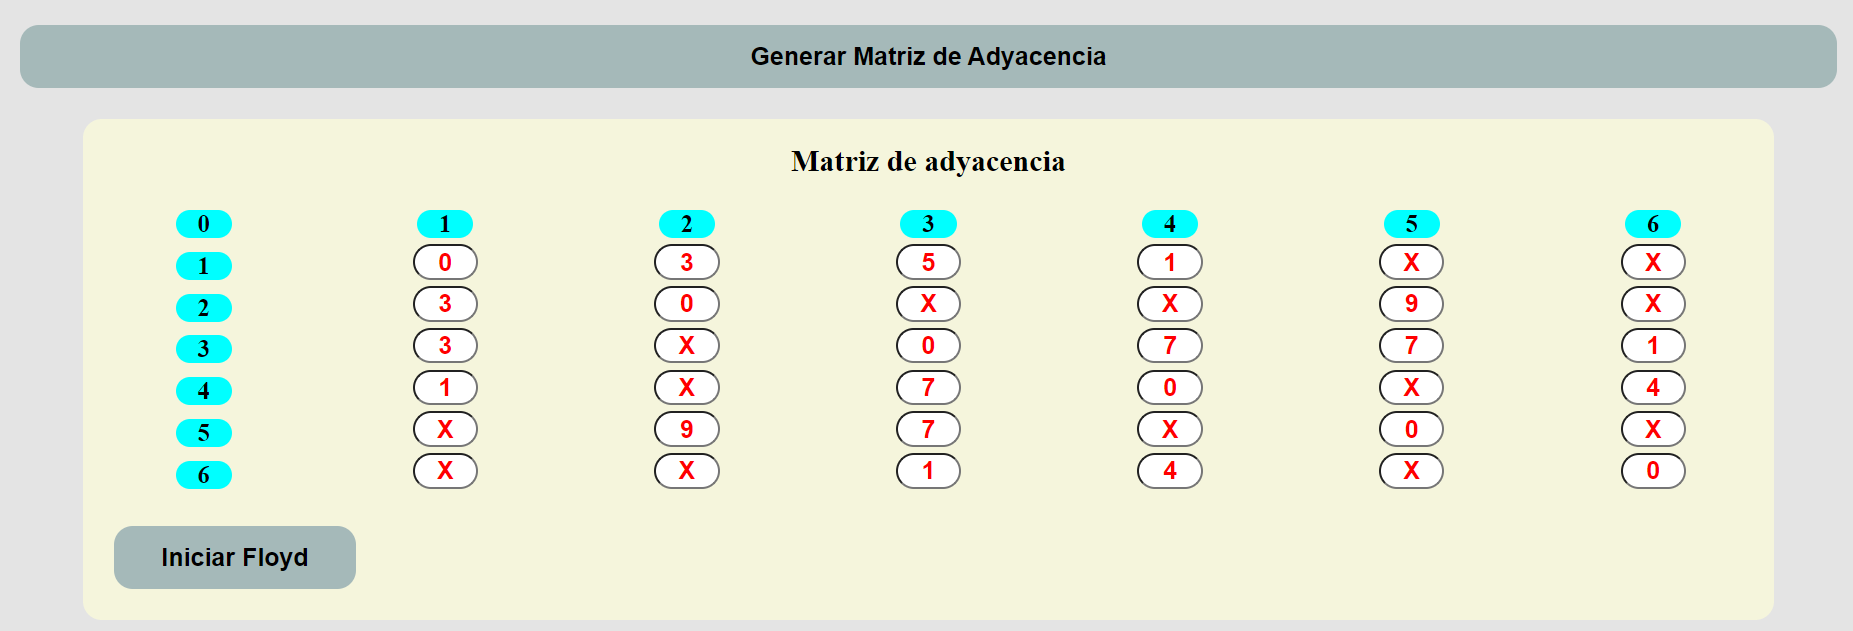 Generar Matriz de Adyacencia
Matriz de adyacencia
0 1 2 3 4 5 6
1 0 3 5 1 X X
2 3 0 X X 9 X
3 3 X 0 7 7 1
4 1 X 7 0 X 4
5 X 9 7 X 0 X
6 X X 1 4 X 0
Iniciar Floyd